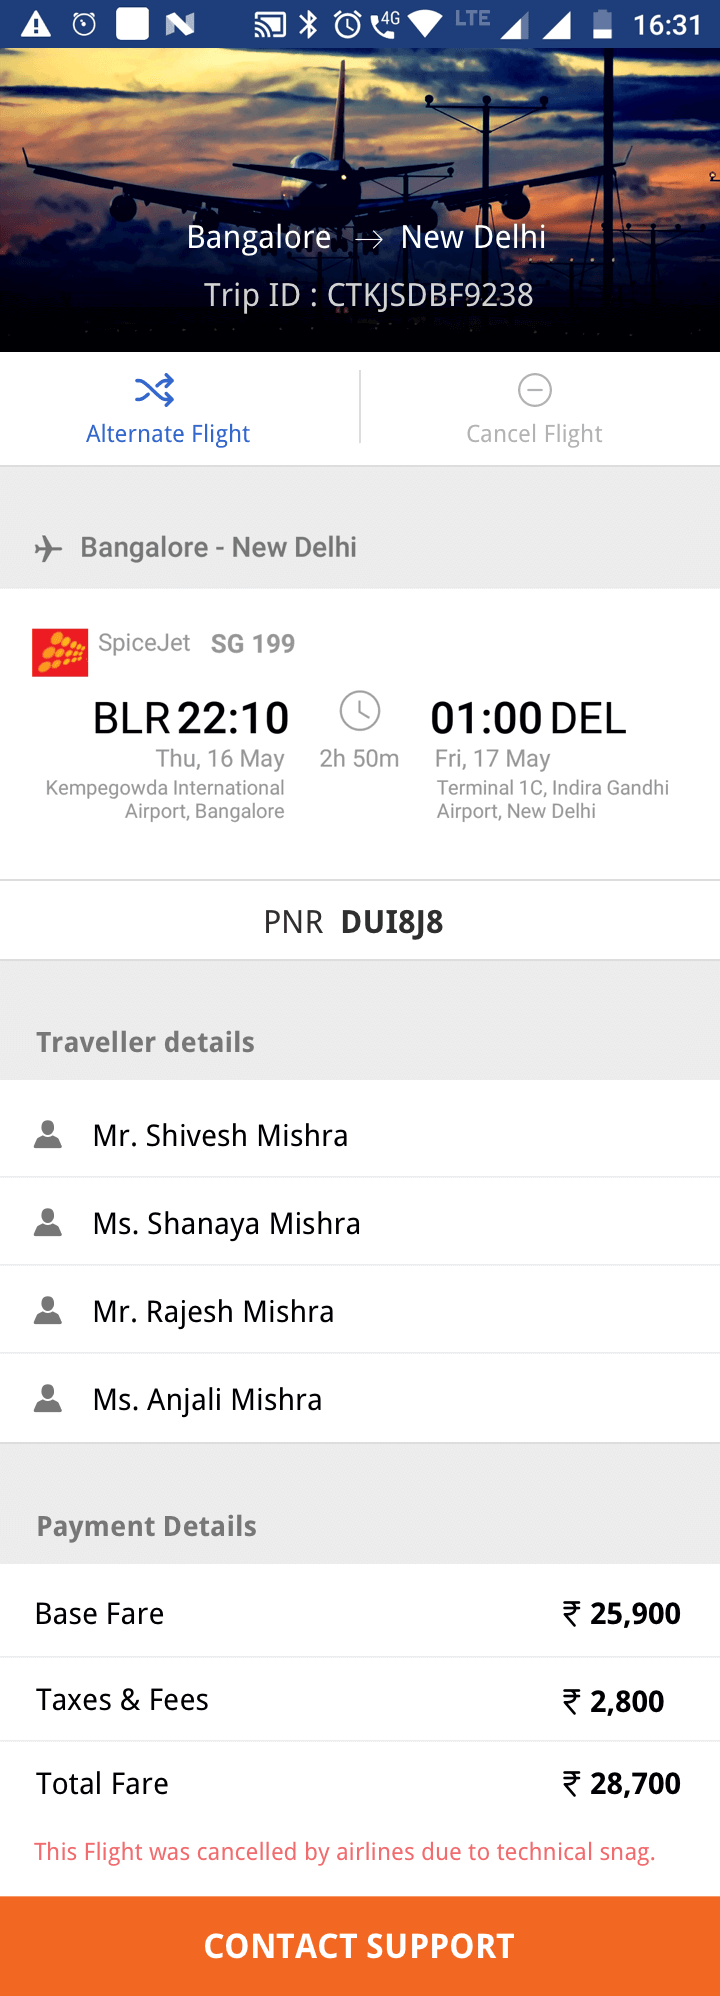 4G LTE 16:31
Bangalore → New Delhi
Trip ID : CTKJSDBF9238
Alternate Flight
Cancel Flight
Bangalore - New Delhi
SpiceJet SG 199
BLR 22:10 01:00 DEL
Thu, 16 May 2h 50m Fri, 17 May
Kempegowda International
Airport, Bangalore
Terminal 1C, Indira Gandhi
Airport, New Delhi
PNR DUI8J8
Traveller details
Mr. Shivesh Mishra
Ms. Shanaya Mishra
Mr. Rajesh Mishra
Ms. Anjali Mishra
Payment Details
Base Fare ₹ 25,900
Taxes & Fees ₹ 2,800
Total Fare ₹ 28,700
This Flight was cancelled by airlines due to technical snag.
CONTACT SUPPORT